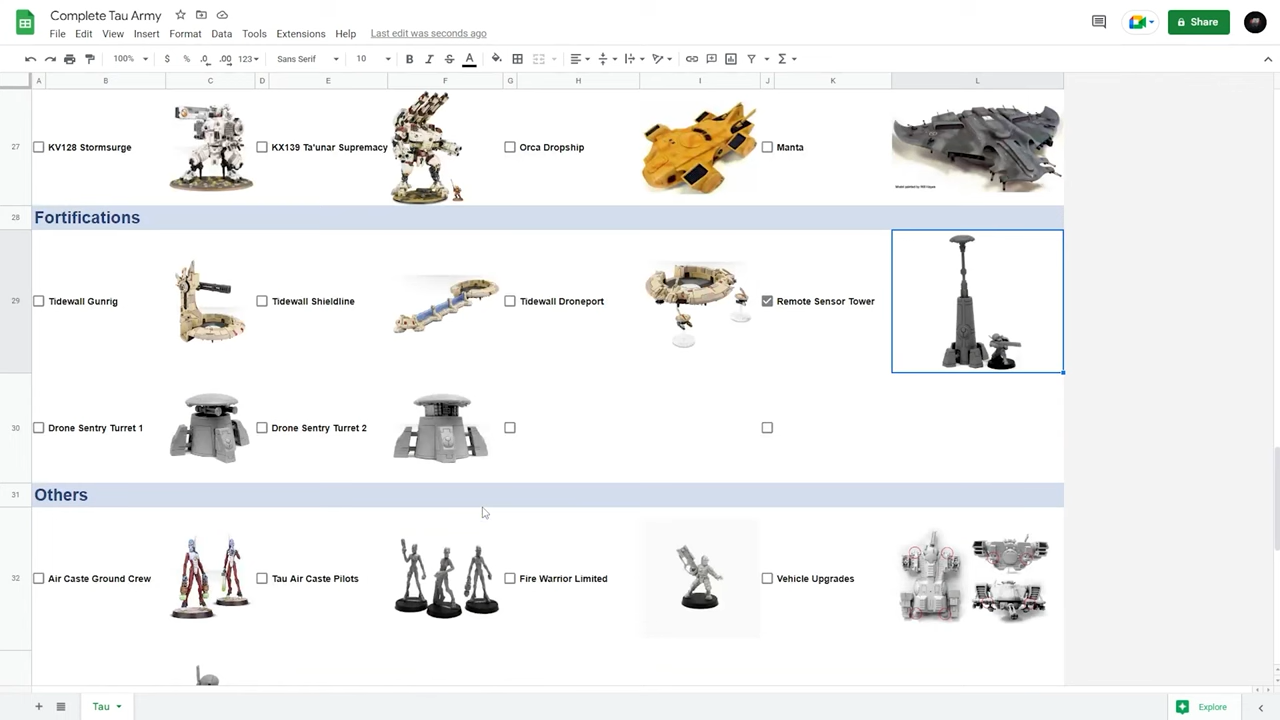 Complete Tau Army
File Edit View Insert Format Data Tools Extensions Help Last edit was seconds ago
Share
100% $ % .0 .00 123 Sans Serif 10 B I S A
A B C D E F G H I J K L
27 KV128 Stormsurge KX139 Ta'unar Supremacy Orca Dropship Manta
28 Fortifications
29 Tidewall Gunrig Tidewall Shieldline Tidewall Droneport Remote Sensor Tower
30 Drone Sentry Turret 1 Drone Sentry Turret 2
31 Others
32 Air Caste Ground Crew Tau Air Caste Pilots Fire Warrior Limited Vehicle Upgrades
Tau
Explore